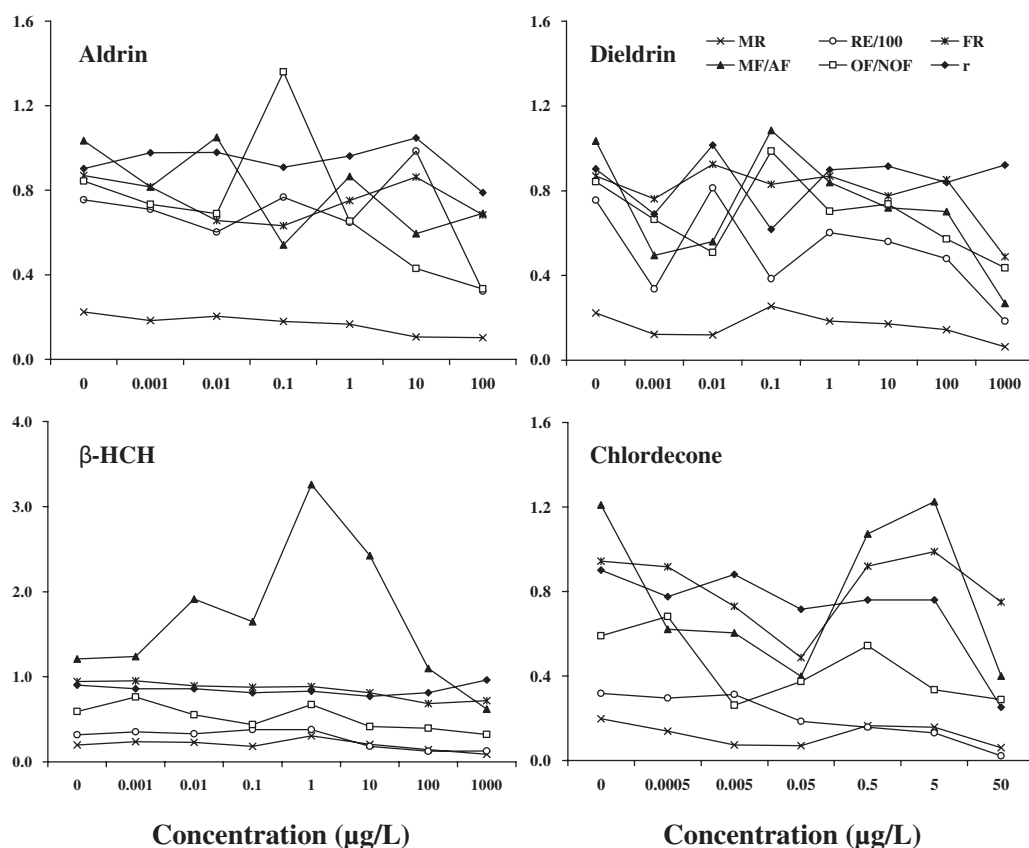 Aldrin
1.6
1.2
0.8
0.4
0.0
0 0.001 0.01 0.1 1 10 100
Dieldrin
MR RE/100 FR
MF/AF OF/NOF r
1.6
1.2
0.8
0.4
0.0
0 0.001 0.01 0.1 1 10 100 1000
β-HCH
4.0
3.0
2.0
1.0
0.0
0 0.001 0.01 0.1 1 10 100 1000
Concentration (µg/L)
Chlordecone
1.6
1.2
0.8
0.4
0.0
0 0.0005 0.005 0.05 0.5 5 50
Concentration (µg/L)